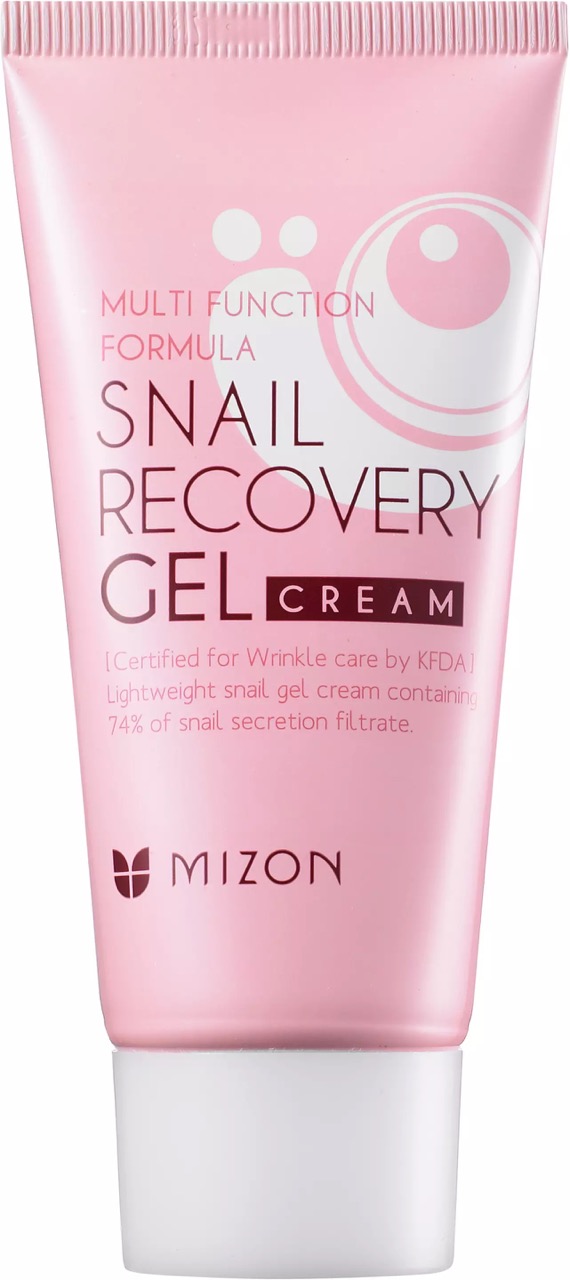 MULTI FUNCTION
FORMULA
SNAIL
RECOVERY
GEL CREAM
[Certified for Wrinkle care by KFDA]
Lightweight snail gel cream containing
74% of snail secretion filtrate.
MIZON